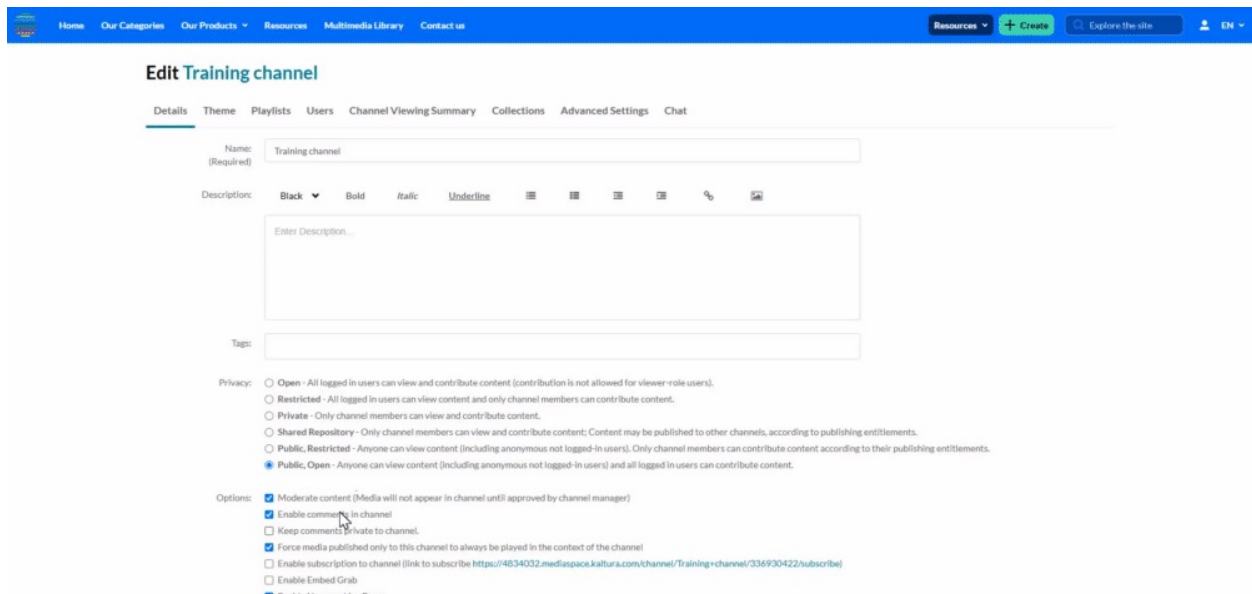 Home Our Categories Our Products Resources Multimedia Library Contact us Resources + Create Explore the site EN
Edit Training channel
Details Theme Playlists Users Channel Viewing Summary Collections Advanced Settings Chat
Name: Training channel
(Required)
Description: Black Bold Italic Underline
Enter Description...
Tags:
Privacy: Open - All logged in users can view and contribute content (contribution is not allowed for viewer-role users).
Restricted - All logged in users can view content and only channel members can contribute content.
Private - Only channel members can view and contribute content.
Shared Repository - Only channel members can view and contribute content; Content may be published to other channels, according to publishing entitlements.
Public, Restricted - Anyone can view content (including anonymous not logged-in users). Only channel members can contribute content according to their publishing entitlements.
Public, Open - Anyone can view content (including anonymous not logged-in users) and all logged in users can contribute content.
Options: Moderate content (Media will not appear in channel until approved by channel manager)
Enable comments in channel
Keep comments private to channel.
Force media published only to this channel to always be played in the context of the channel
Enable subscription to channel (link to subscribe https://4834032.mediaspace.kaltura.com/channel/Training+channel/336930422/subscribe)
Enable Embed Grab